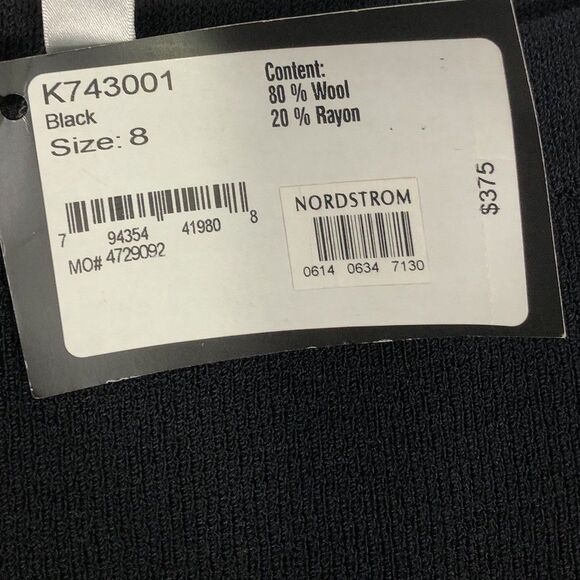 K743001
Black
Size: 8
Content:
80 % Wool
20 % Rayon
7 94354 41980 8
MO# 4729092
NORDSTROM
0614 0634 7130
$375